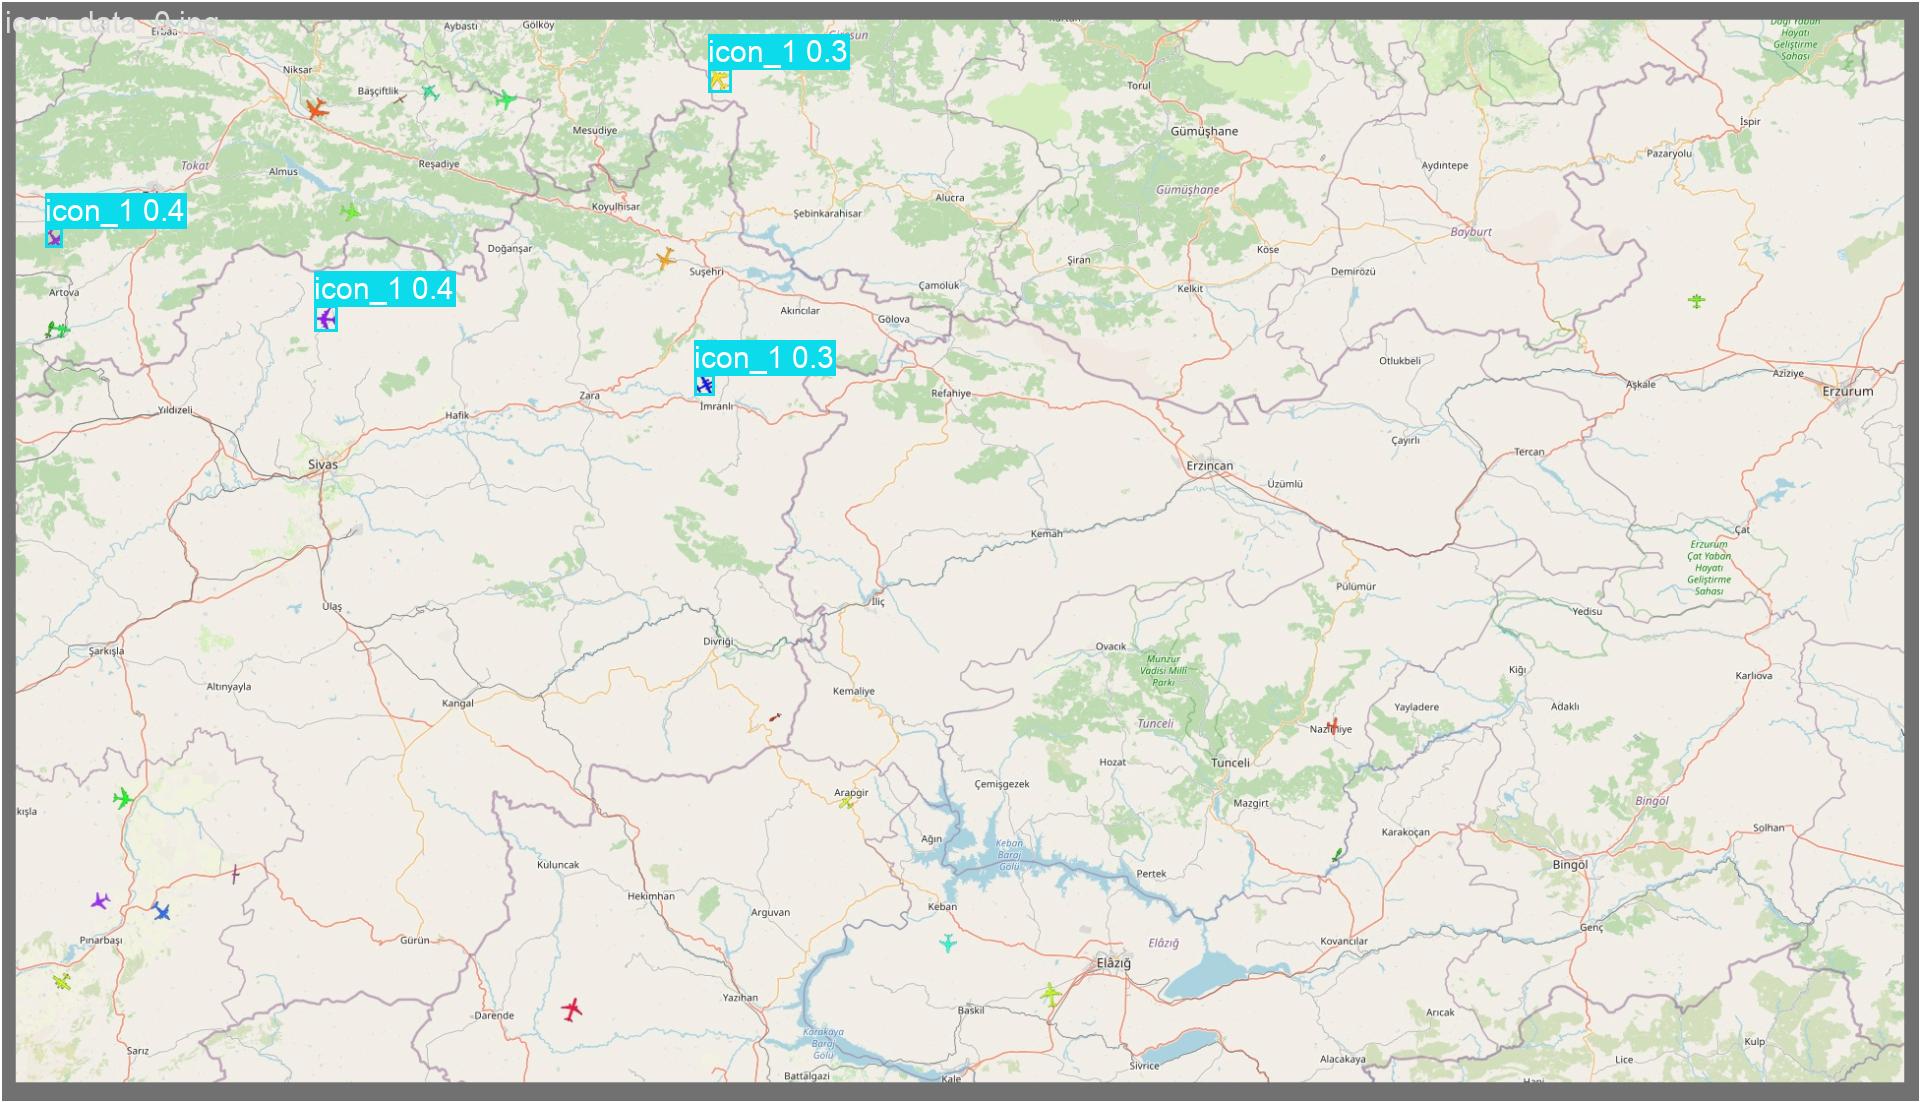 icon_data_0.jpg
Erbaa
Aybastı
Gölköy
Giresun
icon_1 0.3
Dağı Yaban
Hayatı
Geliştirme
Sahası
Niksar
Başçiftlik
Torul
Mesudiye
Gümüşhane
İspir
Tokat
Almus
Reşadiye
Aydıntepe
Pazaryolu
icon_1 0.4
Koyulhisar
Şebinkarahisar
Alucra
Gümüşhane
Doğanşar
Bayburt
Artova
icon_1 0.4
Suşehri
Şiran
Köse
Demirözü
Çamoluk
Kelkit
Akıncılar
Gölova
icon_1 0.3
Otlukbeli
Aziziye
Yıldızeli
Hafik
Zara
İmranlı
Refahiye
Aşkale
Erzurum
Sivas
Erzincan
Çayırlı
Tercan
Üzümlü
Kemah
Çat
Erzurum
Çat Yaban
Hayatı
Geliştirme
Sahası
Ulaş
İliç
Pülümür
Yedisu
Şarkışla
Divriği
Ovacık
Munzur
Vadisi Milli
Parkı
Kiğı
Karlıova
Altınyayla
Kangal
Kemaliye
Tunceli
Nazımiye
Yayladere
Adaklı
Hozat
Tunceli
kışla
Arapgir
Çemişgezek
Mazgirt
Bingöl
Ağın
Keban
Baraj
Gölü
Karakoçan
Solhan
Kuluncak
Hekimhan
Pertek
Bingöl
Pınarbaşı
Gürün
Arguvan
Keban
Elâzığ
Kovancılar
Genç
Elâzığ
Yazıhan
Baskil
Darende
Arıcak
Sarız
Karakaya
Baraj
Gölü
Battalgazi
Kale
Sivrice
Alacakaya
Lice
Kulp
Hani